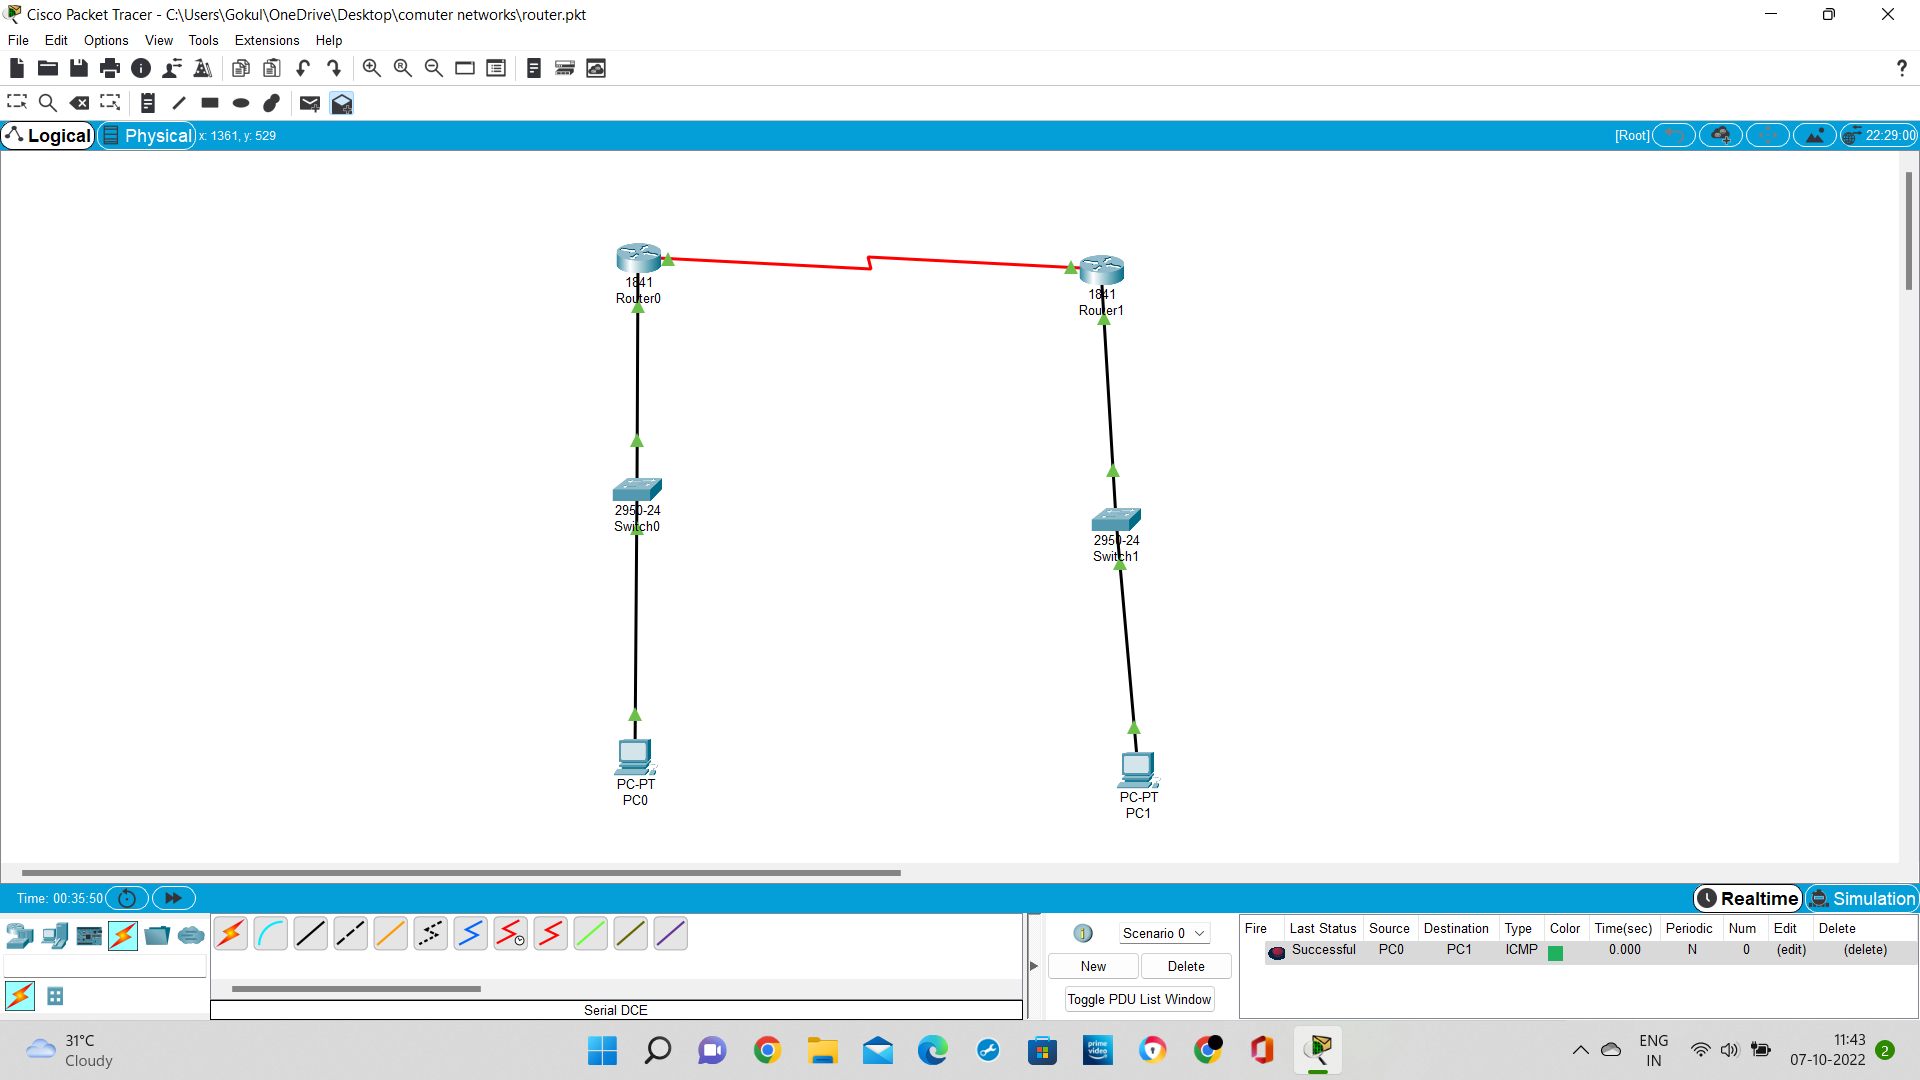 Cisco Packet Tracer - C:\Users\Gokul\OneDrive\Desktop\comuter networks\router.pkt
File Edit Options View Tools Extensions Help
Logical Physical x: 1361, y: 529 [Root] 22:29:00
1841
Router0
1841
Router1
2950-24
Switch0
2950-24
Switch1
PC-PT
PC0
PC-PT
PC1
Time: 00:35:50 Realtime Simulation
Scenario 0
New Delete
Toggle PDU List Window
Fire Last Status Source Destination Type Color Time(sec) Periodic Num Edit Delete
Successful PC0 PC1 ICMP 0.000 N 0 (edit) (delete)
Serial DCE
31°C
Cloudy
prime
video
ENG
IN
11:43
07-10-2022
2